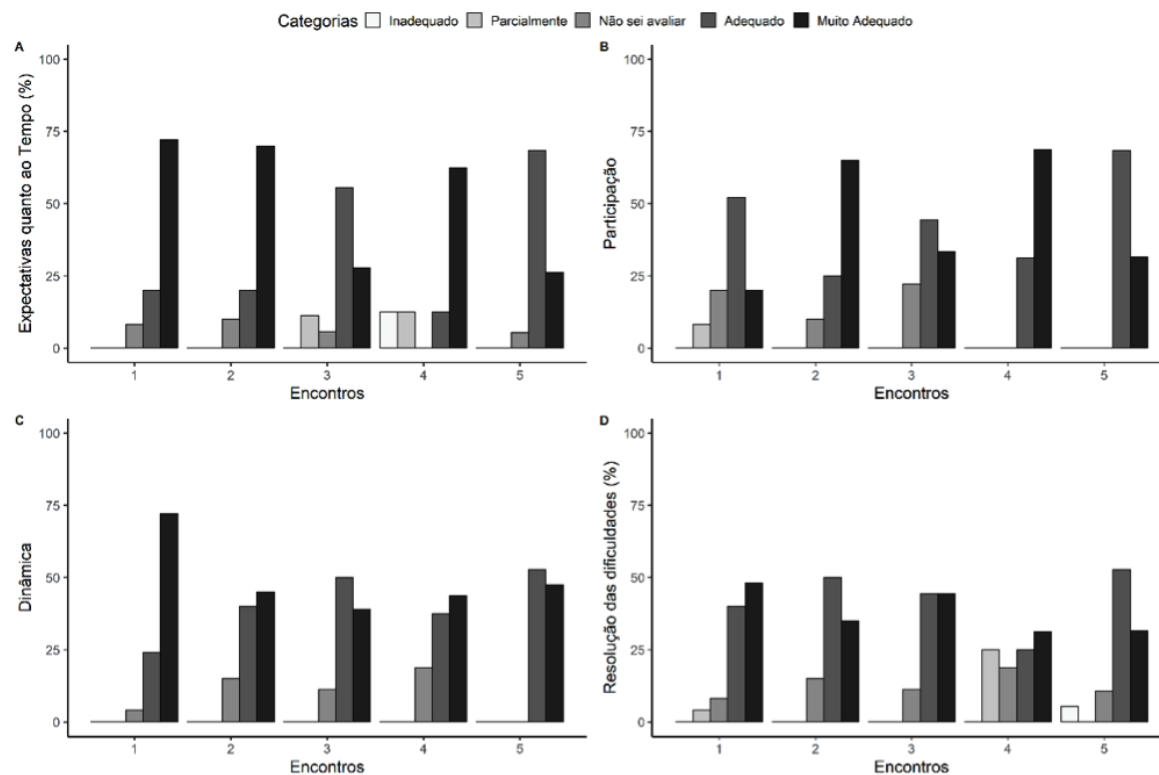 Categorias Inadequado Parcialmente Não sei avaliar Adequado Muito Adequado
A
Expectativas quanto ao Tempo (%)
100
75
50
25
0
1 2 3 4 5
Encontros
B
Participação
100
75
50
25
0
1 2 3 4 5
Encontros
C
Dinâmica
100
75
50
25
0
1 2 3 4 5
Encontros
D
Resolução das dificuldades (%)
100
75
50
25
0
1 2 3 4 5
Encontros